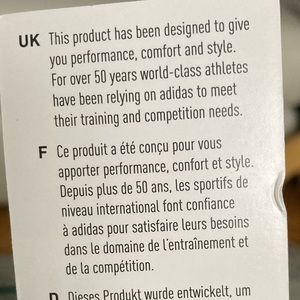 UK This product has been designed to give
you performance, comfort and style.
For over 50 years world-class athletes
have been relying on adidas to meet
their training and competition needs.
F Ce produit a été conçu pour vous
apporter performance, confort et style.
Depuis plus de 50 ans, les sportifs de
niveau international font confiance
à adidas pour satisfaire leurs besoins
dans le domaine de l'entraînement et
de la compétition.
D Dieses Produkt wurde entwickelt, um